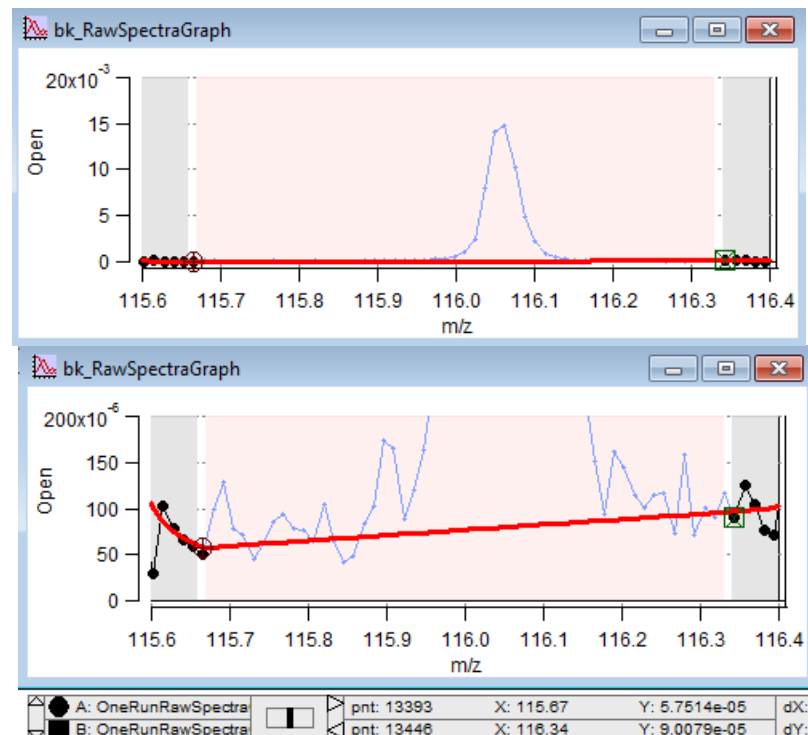 bk_RawSpectraGraph
20x10⁻³
15
10
5
0
Open
115.6 115.7 115.8 115.9 116.0 116.1 116.2 116.3 116.4
m/z
bk_RawSpectraGraph
200x10⁻⁶
150
100
50
0
Open
115.6 115.7 115.8 115.9 116.0 116.1 116.2 116.3 116.4
m/z
A: OneRunRawSpectra pnt: 13393 X: 115.67 Y: 5.7514e-05 dX:
B: OneRunRawSpectra pnt: 13446 X: 116.34 Y: 9.0079e-05 dY: